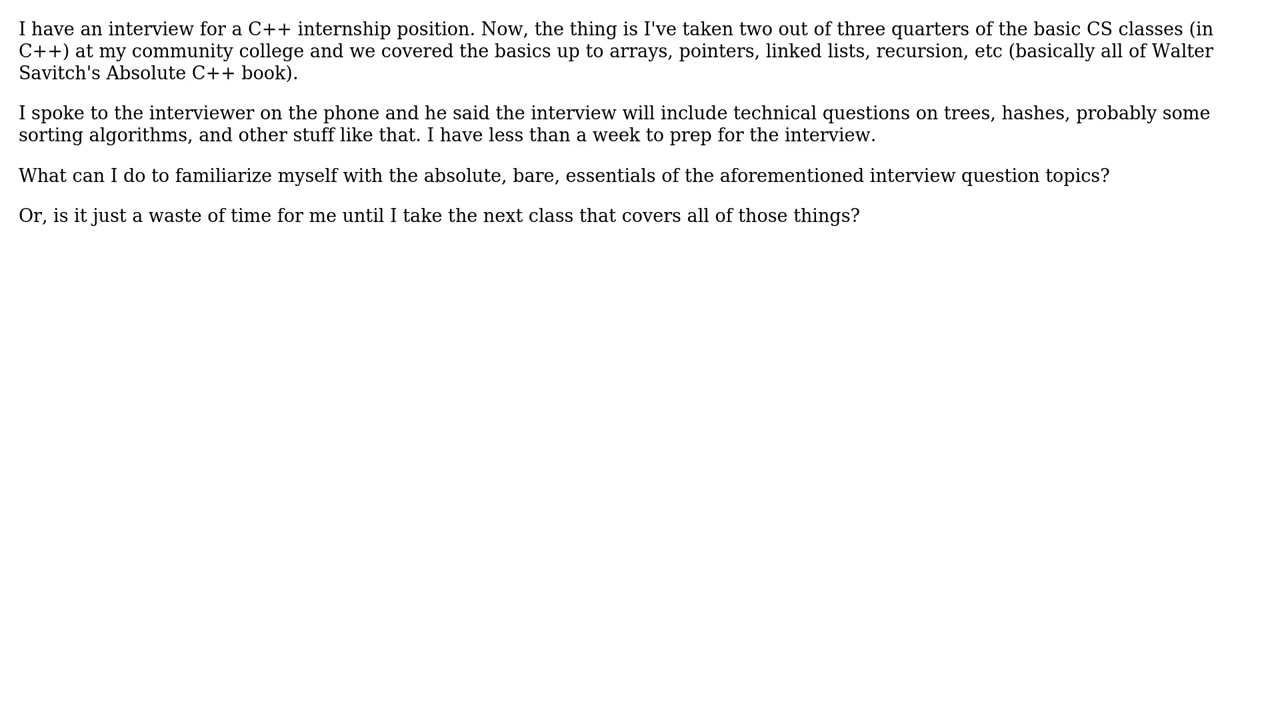 I have an interview for a C++ internship position. Now, the thing is I've taken two out of three quarters of the basic CS classes (in
C++) at my community college and we covered the basics up to arrays, pointers, linked lists, recursion, etc (basically all of Walter
Savitch's Absolute C++ book).
I spoke to the interviewer on the phone and he said the interview will include technical questions on trees, hashes, probably some
sorting algorithms, and other stuff like that. I have less than a week to prep for the interview.
What can I do to familiarize myself with the absolute, bare, essentials of the aforementioned interview question topics?
Or, is it just a waste of time for me until I take the next class that covers all of those things?